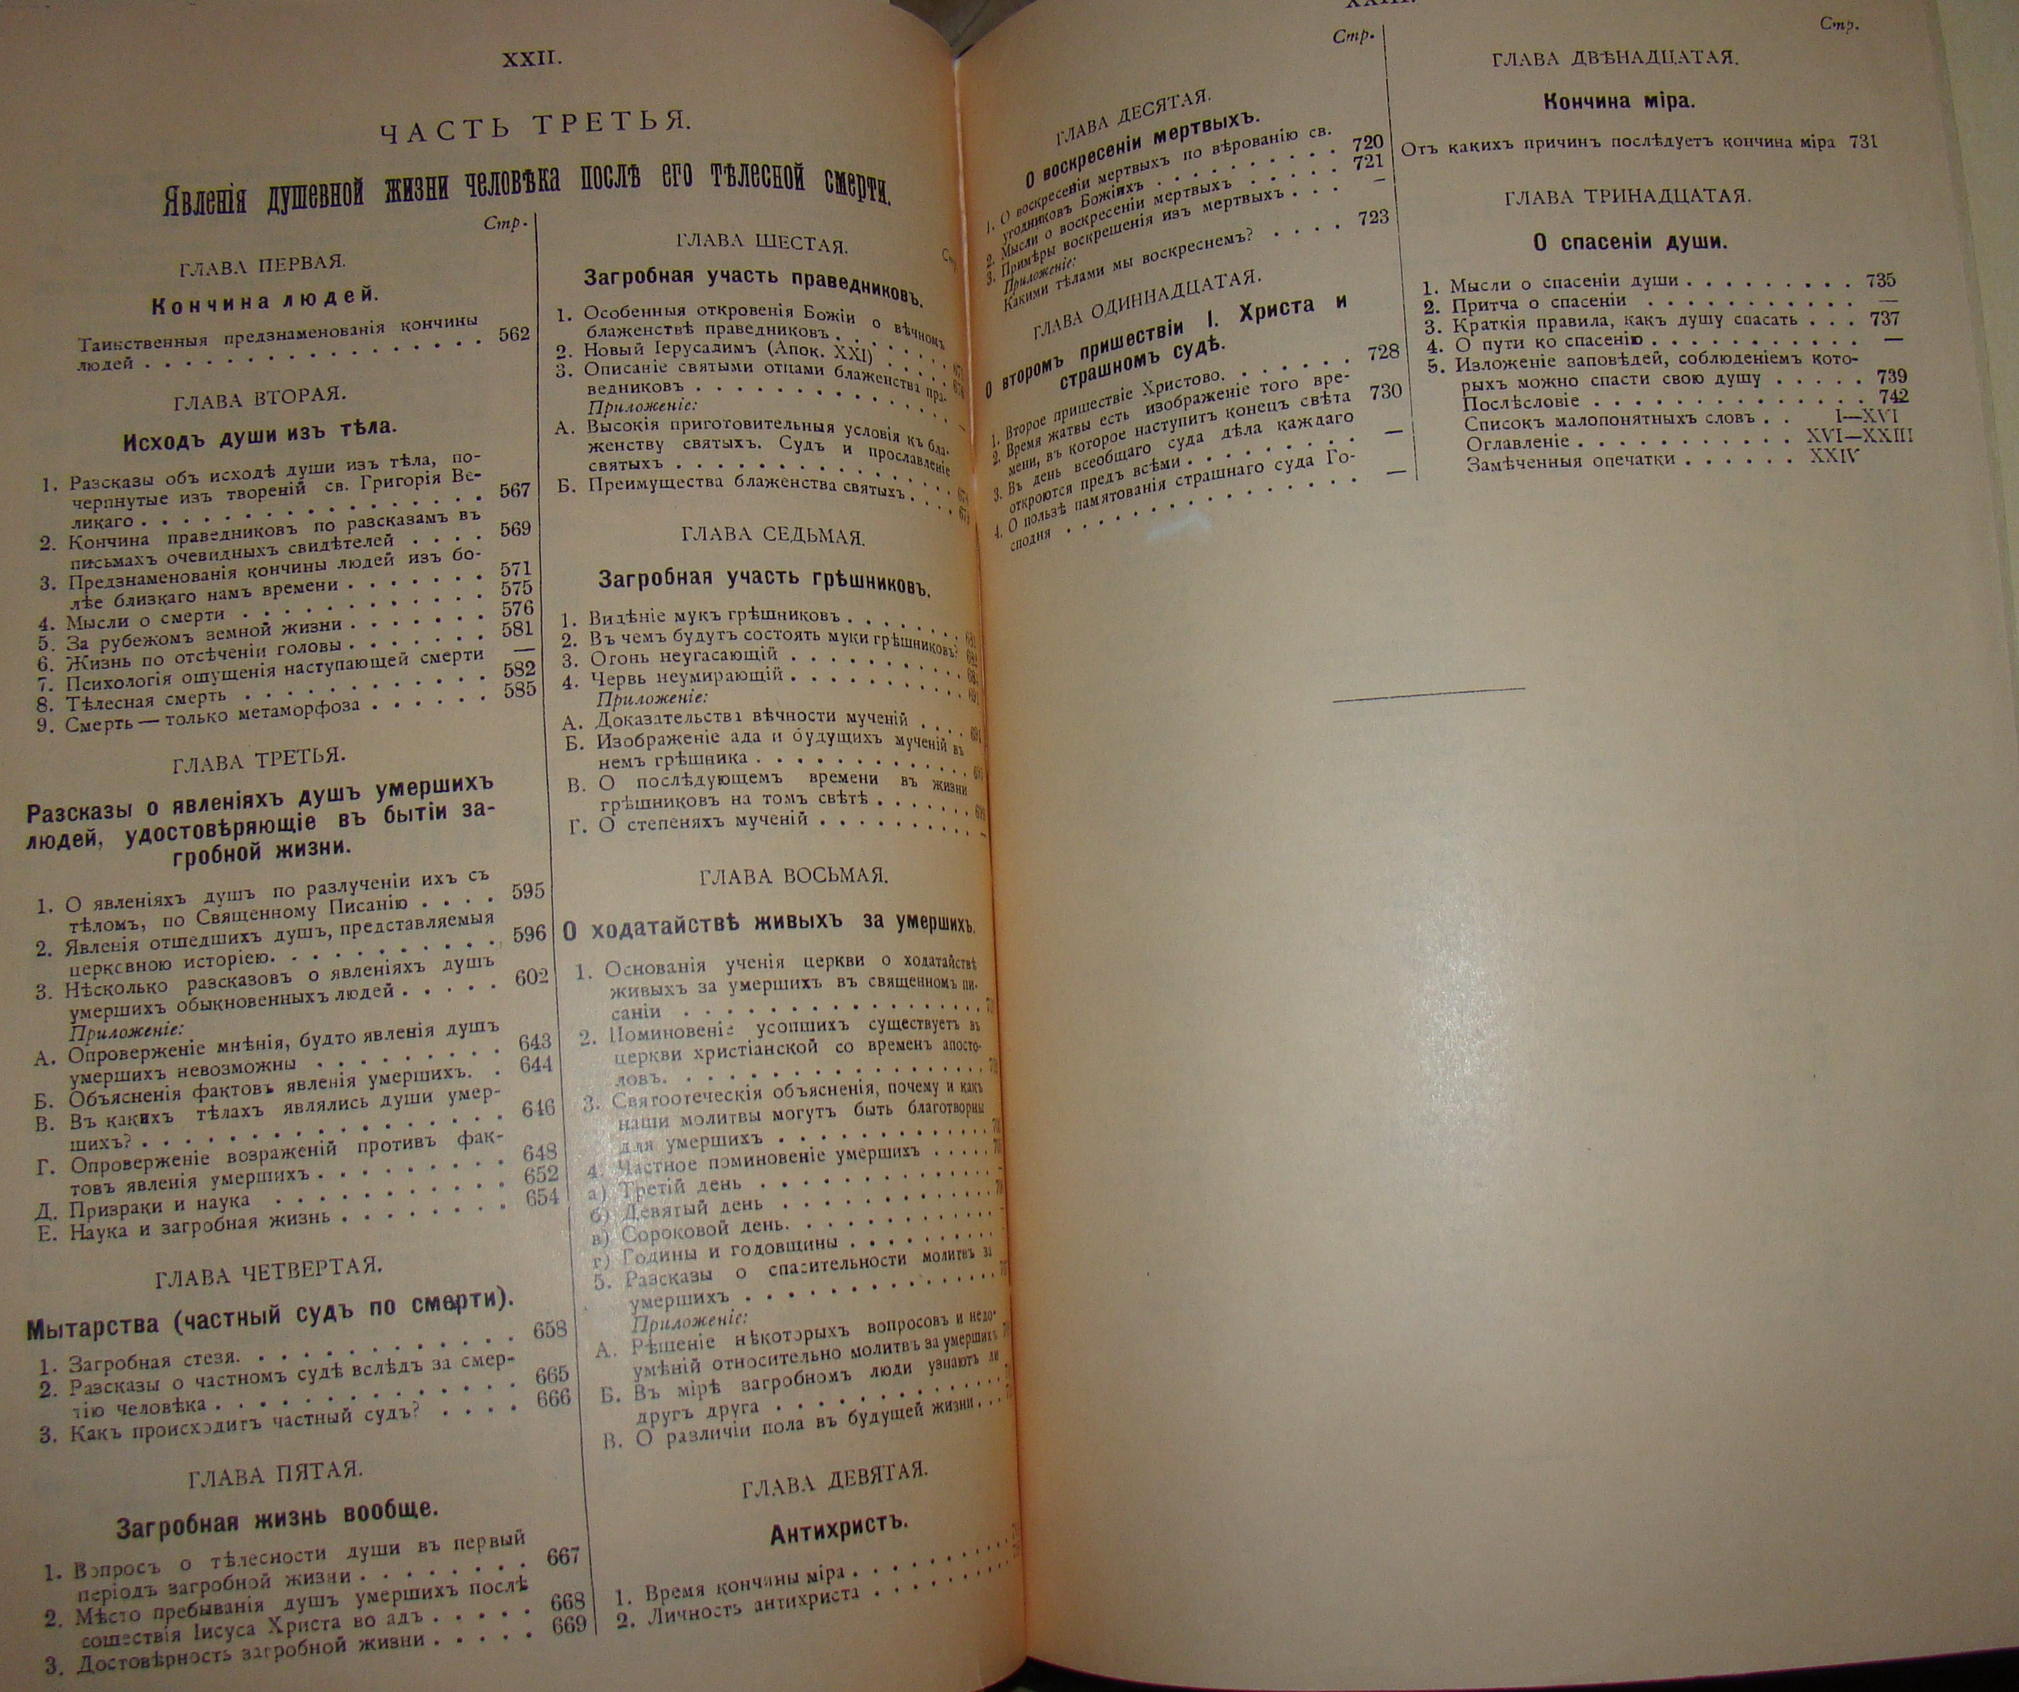 XXII.
ЧАСТЬ ТРЕТЬЯ.
Явленія душевной жизни человѣка послѣ его тѣлесной смерти.
Стр.
ГЛАВА ПЕРВАЯ.
Кончина людей.
Таинственныя предзнаменованія кончины
людей . . . . . . . . . . . . . . 562
ГЛАВА ВТОРАЯ.
Исходъ души изъ тѣла.
1. Разсказы объ исходѣ души изъ тѣла, по-
черпнутые изъ твореній св. Григорія Ве-
ликаго . . . . . . . . . . . . . . 567
2. Кончина праведниковъ по разсказамъ въ
письмахъ очевидныхъ свидѣтелей . . . . 569
3. Предзнаменованія кончины людей изъ бо-
лѣе близкаго намъ времени . . . . . . . 571
4. Мысли о смерти . . . . . . . . . . . 575
5. За рубежомъ земной жизни . . . . . . . 576
6. Жизнь по отсѣченіи головы . . . . . . . 581
7. Психологія ощущенія наступающей смерти —
8. Тѣлесная смерть . . . . . . . . . . . 582
9. Смерть — только метаморфоза . . . . . . 585
ГЛАВА ТРЕТЬЯ.
Разсказы о явленіяхъ душъ умершихъ
людей, удостовѣряющіе въ бытіи за-
гробной жизни.
1. О явленіяхъ душъ по разлученіи ихъ съ
тѣломъ, по Священному Писанію . . . . 595
2. Явленія отшедшихъ душъ, представляемыя
церковною исторіею. . . . . . . . . . . 596
3. Нѣсколько разсказовъ о явленіяхъ душъ
умершихъ обыкновенныхъ людей . . . . . 602
Приложеніе:
А. Опроверженіе мнѣнія, будто явленія душъ
умершихъ невозможны . . . . . . . . 643
Б. Объясненія фактовъ явленія умершихъ. . 644
В. Въ какихъ тѣлахъ являлись души умер-
шихъ? . . . . . . . . . . . . . . 646
Г. Опроверженіе возраженій противъ фак-
товъ явленія умершихъ . . . . . . . . . 648
Д. Призраки и наука . . . . . . . . . . . 652
Е. Наука и загробная жизнь . . . . . . . . 654
ГЛАВА ЧЕТВЕРТАЯ.
Мытарства (частный судъ по смерти).
1. Загробная стезя. . . . . . . . . . . . 658
2. Разсказы о частномъ судѣ вслѣдъ за смер-
тію человѣка . . . . . . . . . . . . . 665
3. Какъ происходитъ частный судъ? . . . . 666
ГЛАВА ПЯТАЯ.
Загробная жизнь вообще.
1. Вопросъ о тѣлесности души въ первый
періодъ загробной жизни . . . . . . . 667
2. Мѣсто пребыванія душъ умершихъ послѣ
сошествія Іисуса Христа во адъ . . . . . 668
3. Достовѣрность загробной жизни . . . . . 669
ГЛАВА ШЕСТАЯ.
Загробная участь праведниковъ.
1. Особенныя откровенія Божіи о вѣчномъ
блаженствѣ праведниковъ . . . . . . .
2. Новый Іерусалимъ (Апок. XXI) . . . .
3. Описаніе святыми отцами блаженства пра-
ведниковъ . . . . . . . . . . . . .
Приложеніе:
А. Высокія приготовительныя условія къ бла-
женству святыхъ. Судъ и прославленіе
святыхъ . . . . . . . . . . . . .
Б. Преимущества блаженства святыхъ . . . .
ГЛАВА СЕДЬМАЯ.
Загробная участь грѣшниковъ.
1. Видѣніе мукъ грѣшниковъ . . . . . . .
2. Въ чемъ будутъ состоять муки грѣшниковъ?
3. Огонь неугасающій . . . . . . . . . .
4. Червь неумирающій . . . . . . . . . .
Приложеніе:
А. Доказательства вѣчности мученій . . . .
Б. Изображеніе ада и будущихъ мученій въ
немъ грѣшника . . . . . . . . . . .
В. О послѣдующемъ времени въ жизни
грѣшниковъ на томъ свѣтѣ . . . . . . .
Г. О степеняхъ мученій . . . . . . . . . .
ГЛАВА ВОСЬМАЯ.
О ходатайствѣ живыхъ за умершихъ.
1. Основанія ученія церкви о ходатайствѣ
живыхъ за умершихъ въ священномъ пи-
саніи . . . . . . . . . . . . . . .
2. Поминовеніе усопшихъ существуетъ въ
церкви христіанской со временъ апосто-
ловъ. . . . . . . . . . . . . . . .
3. Святоотеческія объясненія, почему и какъ
наши молитвы могутъ быть благотворны
для умершихъ . . . . . . . . . . . .
4. Частное поминовеніе умершихъ . . . . .
а) Третій день . . . . . . . . . . . .
б) Девятый день . . . . . . . . . . .
в) Сороковой день. . . . . . . . . . .
г) Годины и годовщины . . . . . . . .
5. Разсказы о спасительности молитвъ за
умершихъ . . . . . . . . . . . . .
Приложеніе:
А. Рѣшеніе нѣкоторыхъ вопросовъ и недо-
умѣній относительно молитвъ за умершихъ
Б. Въ мірѣ загробномъ люди узнаютъ ли
другъ друга . . . . . . . . . . . .
В. О различіи пола въ будущей жизни . . .
ГЛАВА ДЕВЯТАЯ.
Антихристъ.
1. Время кончины міра . . . . . . . . .
2. Личность антихриста . . . . . . . . .
XXIII.
Стр.
ГЛАВА ДЕСЯТАЯ.
О воскресеніи мертвыхъ.
1. О воскресеніи мертвыхъ по вѣрованію св.
угодниковъ Божіихъ . . . . . . . . . 720
2. Мысли о воскресеніи мертвыхъ . . . . . 721
3. Примѣры воскрешенія изъ мертвыхъ . . . —
Приложеніе:
Какими тѣлами мы воскреснемъ? . . . . 723
ГЛАВА ОДИННАДЦАТАЯ.
О второмъ пришествіи І. Христа и
страшномъ судѣ.
1. Второе пришествіе Христово. . . . . . . 728
2. Время жатвы есть изображеніе того вре-
мени, въ которое наступитъ конецъ свѣта 730
3. Въ день всеобщаго суда дѣла каждаго
откроются предъ всѣми . . . . . . . . —
4. О пользѣ памятованія страшнаго суда Го-
сподня . . . . . . . . . . . . . . —
Стр.
ГЛАВА ДВѢНАДЦАТАЯ.
Кончина міра.
Отъ какихъ причинъ послѣдуетъ кончина міра 731
ГЛАВА ТРИНАДЦАТАЯ.
О спасеніи души.
1. Мысли о спасеніи души . . . . . . . . . 735
2. Притча о спасеніи . . . . . . . . . . . —
3. Краткія правила, какъ душу спасать . . . 737
4. О пути ко спасенію . . . . . . . . . . . —
5. Изложеніе заповѣдей, соблюденіемъ кото-
рыхъ можно спасти свою душу . . . . . 739
Послѣсловіе . . . . . . . . . . . . . . 742
Списокъ малопонятныхъ словъ . . I—XVI
Оглавленіе . . . . . . . . . . . XVI—XXIII
Замѣченныя опечатки . . . . . . XXIV